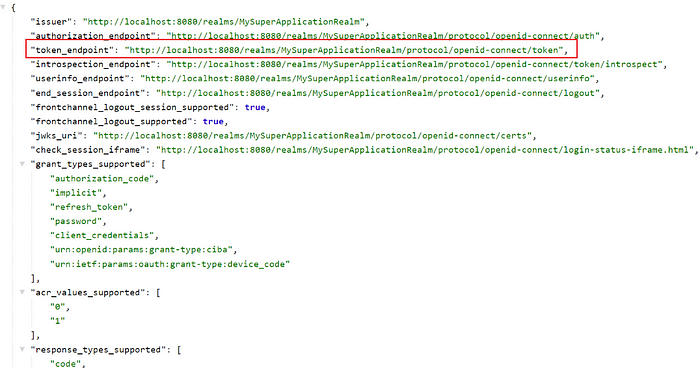 {
"issuer": "http://localhost:8080/realms/MySuperApplicationRealm",
"authorization_endpoint": "http://localhost:8080/realms/MySuperApplicationRealm/protocol/openid-connect/auth",
"token_endpoint": "http://localhost:8080/realms/MySuperApplicationRealm/protocol/openid-connect/token",
"introspection_endpoint": "http://localhost:8080/realms/MySuperApplicationRealm/protocol/openid-connect/token/introspect",
"userinfo_endpoint": "http://localhost:8080/realms/MySuperApplicationRealm/protocol/openid-connect/userinfo",
"end_session_endpoint": "http://localhost:8080/realms/MySuperApplicationRealm/protocol/openid-connect/logout",
"frontchannel_logout_session_supported": true,
"frontchannel_logout_supported": true,
"jwks_uri": "http://localhost:8080/realms/MySuperApplicationRealm/protocol/openid-connect/certs",
"check_session_iframe": "http://localhost:8080/realms/MySuperApplicationRealm/protocol/openid-connect/login-status-iframe.html",
"grant_types_supported": [
"authorization_code",
"implicit",
"refresh_token",
"password",
"client_credentials",
"urn:openid:params:grant-type:ciba",
"urn:ietf:params:oauth:grant-type:device_code"
],
"acr_values_supported": [
"0",
"1"
],
"response_types_supported": [
"code",